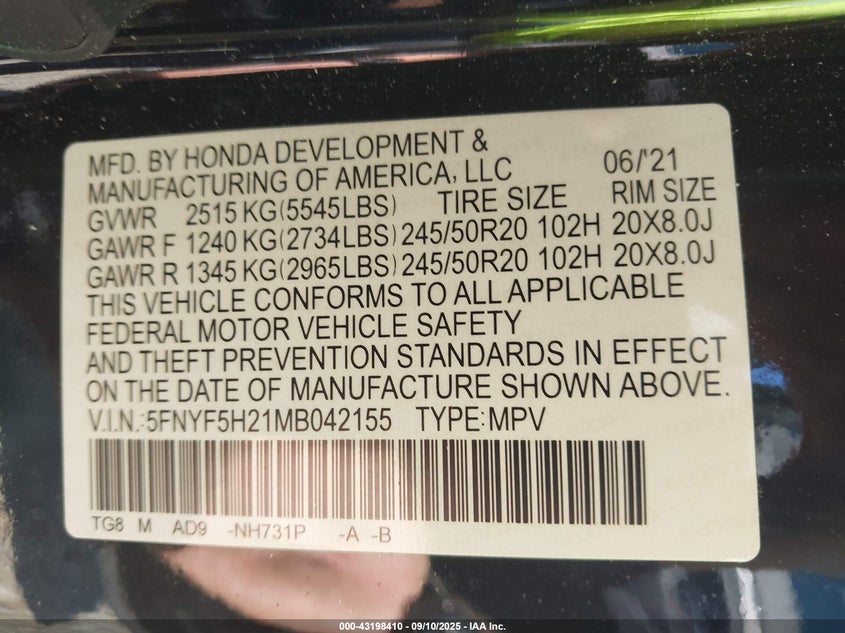 MFD. BY HONDA DEVELOPMENT &
MANUFACTURING OF AMERICA, LLC 06/'21
GVWR 2515 KG(5545LBS) TIRE SIZE RIM SIZE
GAWR F 1240 KG(2734LBS) 245/50R20 102H 20X8.0J
GAWR R 1345 KG(2965LBS) 245/50R20 102H 20X8.0J
THIS VEHICLE CONFORMS TO ALL APPLICABLE
FEDERAL MOTOR VEHICLE SAFETY
AND THEFT PREVENTION STANDARDS IN EFFECT
ON THE DATE OF MANUFACTURE SHOWN ABOVE.
V.I.N.:5FNYF5H21MB042155 TYPE:MPV
TG8 M AD9 -NH731P -A -B
000-43198410 - 09/10/2025 - IAA Inc.